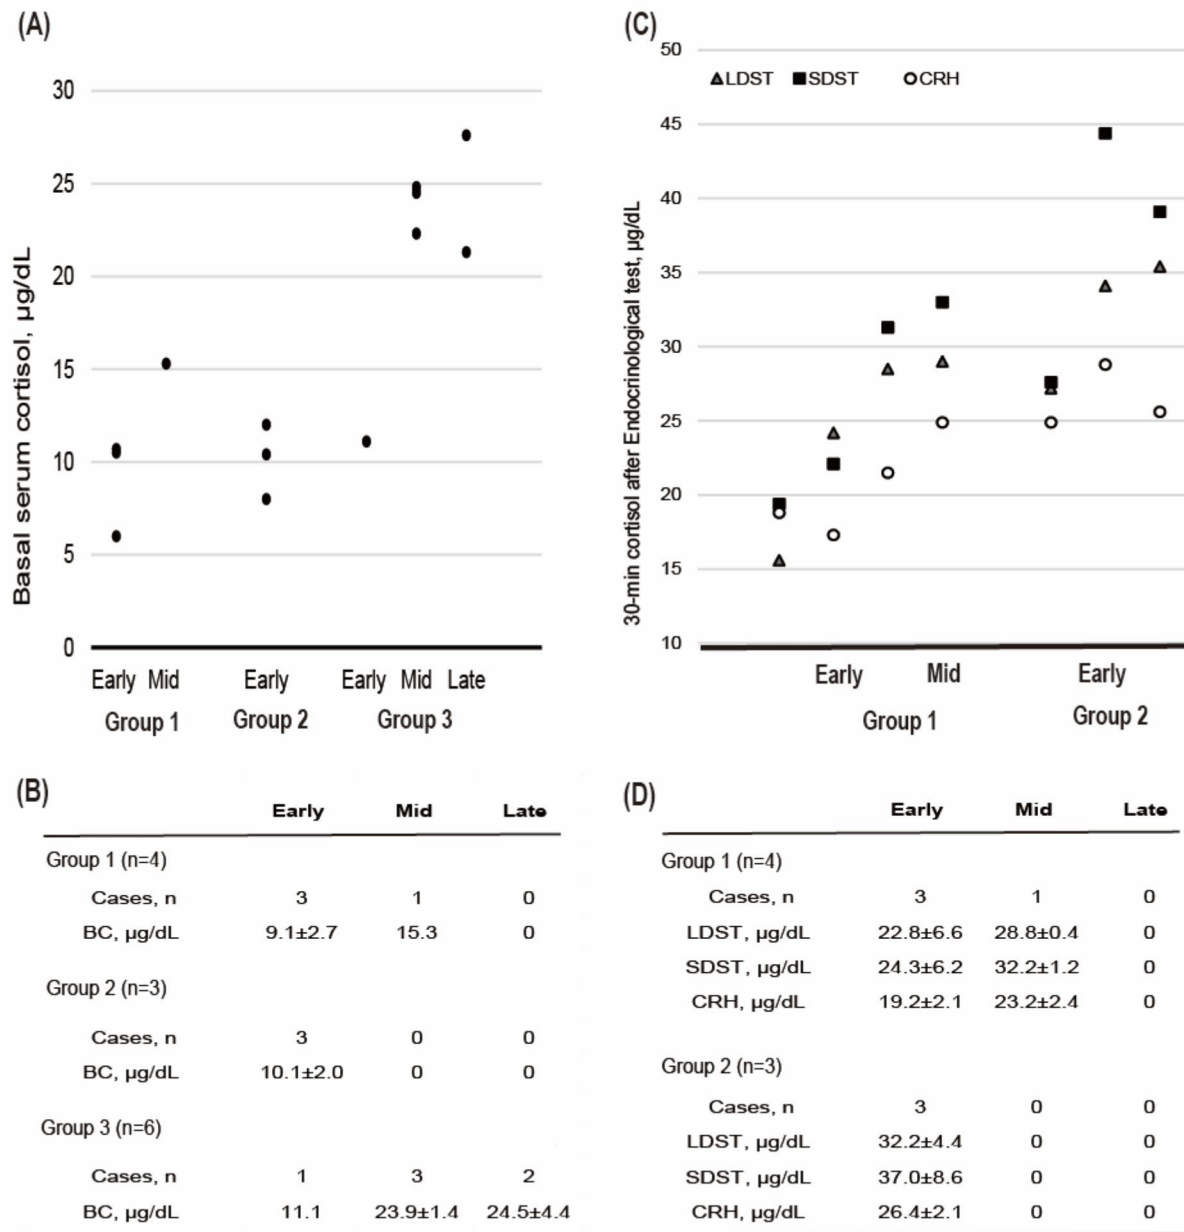 (A)
Basal serum cortisol, µg/dL
30
25
20
15
10
5
0
Early Mid Early Early Mid Late
Group 1 Group 2 Group 3
(C)
30-min cortisol after Endocrinological test, µg/dL
50
LDST SDST CRH
45
40
35
30
25
20
15
10
Early Mid Early
Group 1 Group 2
(B)
Early Mid Late
Group 1 (n=4)
Cases, n 3 1 0
BC, µg/dL 9.1±2.7 15.3 0
Group 2 (n=3)
Cases, n 3 0 0
BC, µg/dL 10.1±2.0 0 0
Group 3 (n=6)
Cases, n 1 3 2
BC, µg/dL 11.1 23.9±1.4 24.5±4.4
(D)
Early Mid Late
Group 1 (n=4)
Cases, n 3 1 0
LDST, µg/dL 22.8±6.6 28.8±0.4 0
SDST, µg/dL 24.3±6.2 32.2±1.2 0
CRH, µg/dL 19.2±2.1 23.2±2.4 0
Group 2 (n=3)
Cases, n 3 0 0
LDST, µg/dL 32.2±4.4 0 0
SDST, µg/dL 37.0±8.6 0 0
CRH, µg/dL 26.4±2.1 0 0